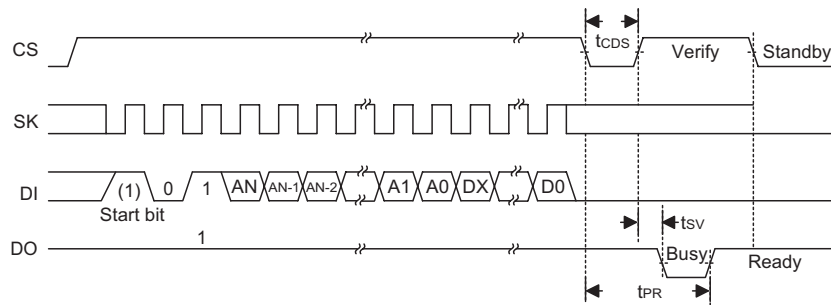 CS tCDS Verify Standby
SK
DI (1) 0 1 AN AN-1 AN-2 A1 A0 DX D0
Start bit
tSV
DO 1 Busy Ready
tPR